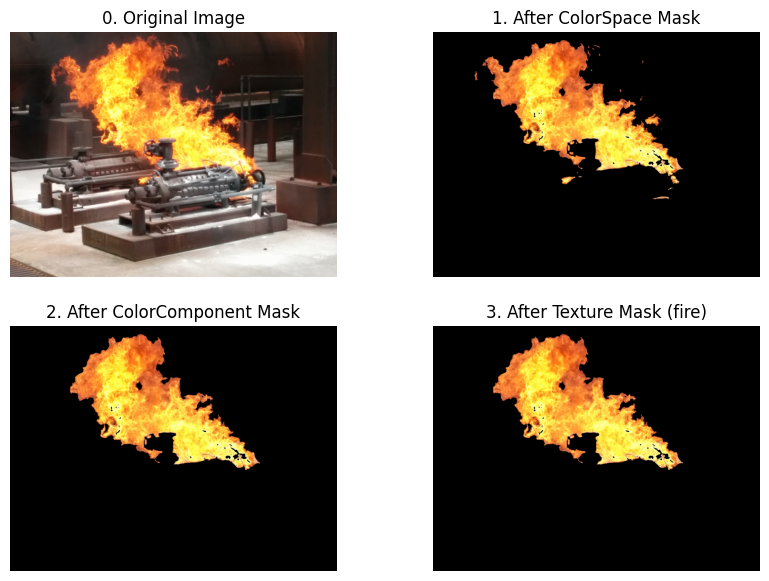 0. Original Image
1. After ColorSpace Mask
2. After ColorComponent Mask
3. After Texture Mask (fire)